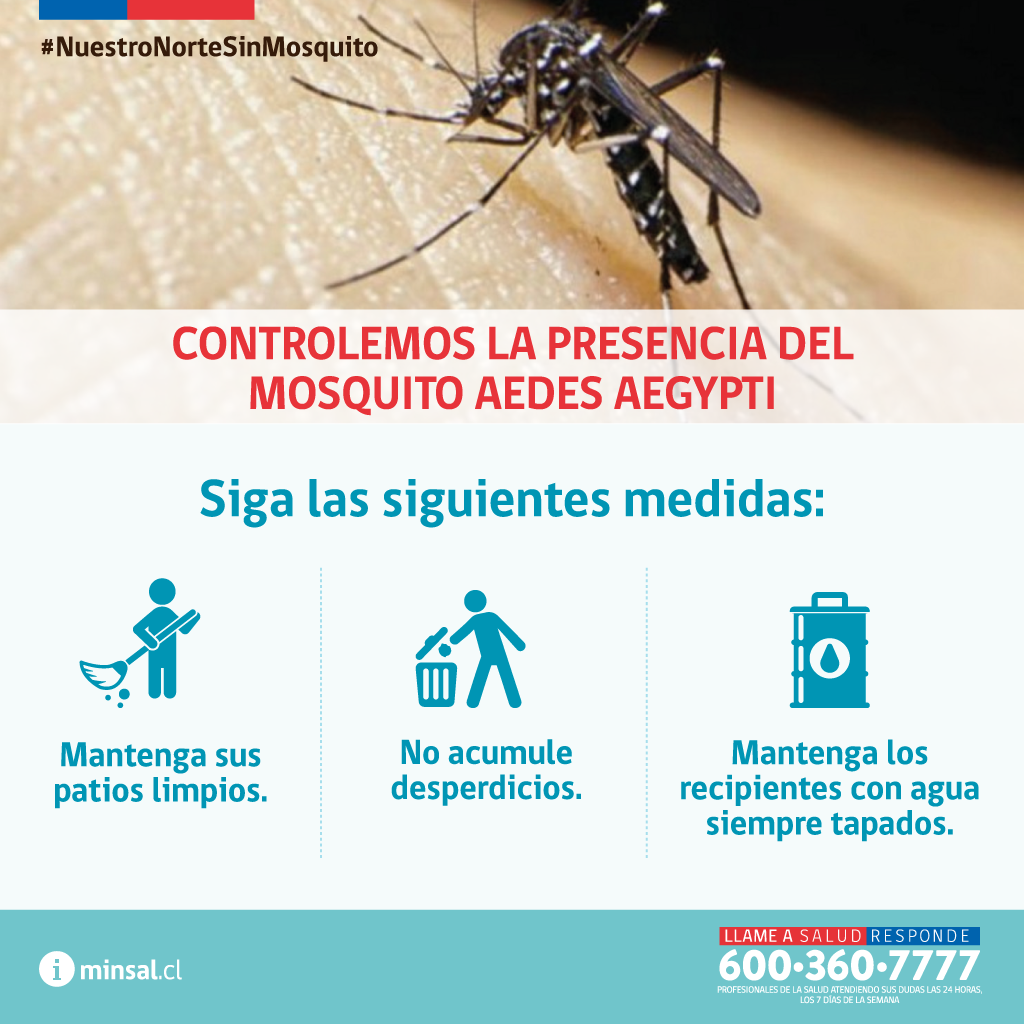 #NuestroNorteSinMosquito
CONTROLEMOS LA PRESENCIA DEL
MOSQUITO AEDES AEGYPTI
Siga las siguientes medidas:
Mantenga sus
patios limpios.
No acumule
desperdicios.
Mantenga los
recipientes con agua
siempre tapados.
i minsal.cl
LLAME A SALUD RESPONDE
600·360·7777
PROFESIONALES DE LA SALUD ATENDIENDO SUS DUDAS LAS 24 HORAS,
LOS 7 DÍAS DE LA SEMANA